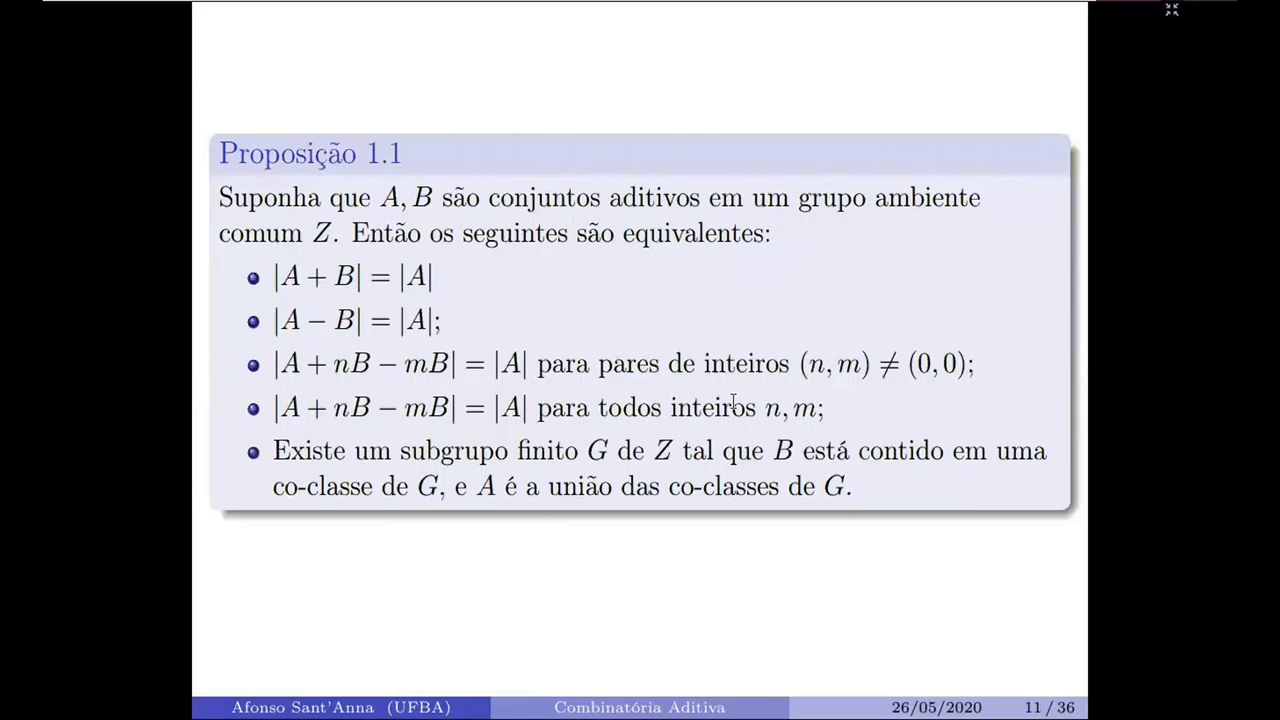 Proposição 1.1
Suponha que A, B são conjuntos aditivos em um grupo ambiente
comum Z. Então os seguintes são equivalentes:
|A + B| = |A|
|A − B| = |A|;
|A + nB − mB| = |A| para pares de inteiros (n, m) ≠ (0, 0);
|A + nB − mB| = |A| para todos inteiros n, m;
Existe um subgrupo finito G de Z tal que B está contido em uma
co-classe de G, e A é a união das co-classes de G.
Afonso Sant'Anna (UFBA) Combinatória Aditiva 26/05/2020 11 / 36